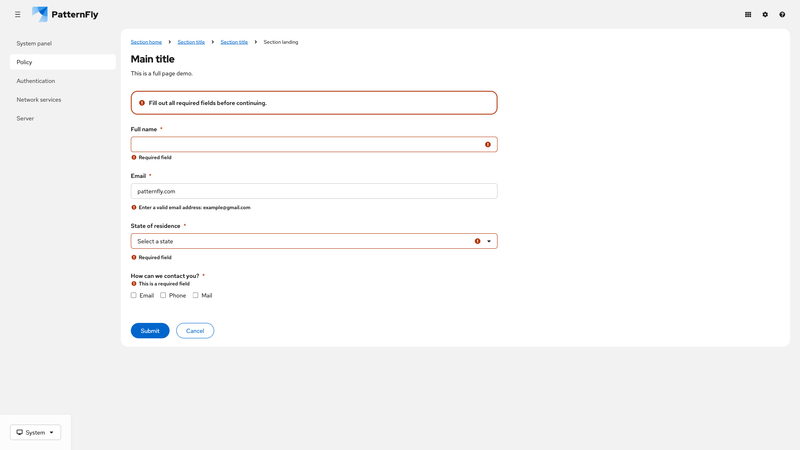 PatternFly
System panel
Policy
Authentication
Network services
Server
Section home
Section title
Section title
Section landing
Main title
This is a full page demo.
Fill out all required fields before continuing.
Full name *
Required field
Email *
patternfly.com
Enter a valid email address: example@gmail.com
State of residence *
Select a state
Required field
How can we contact you? *
This is a required field
Email Phone Mail
Submit Cancel
System